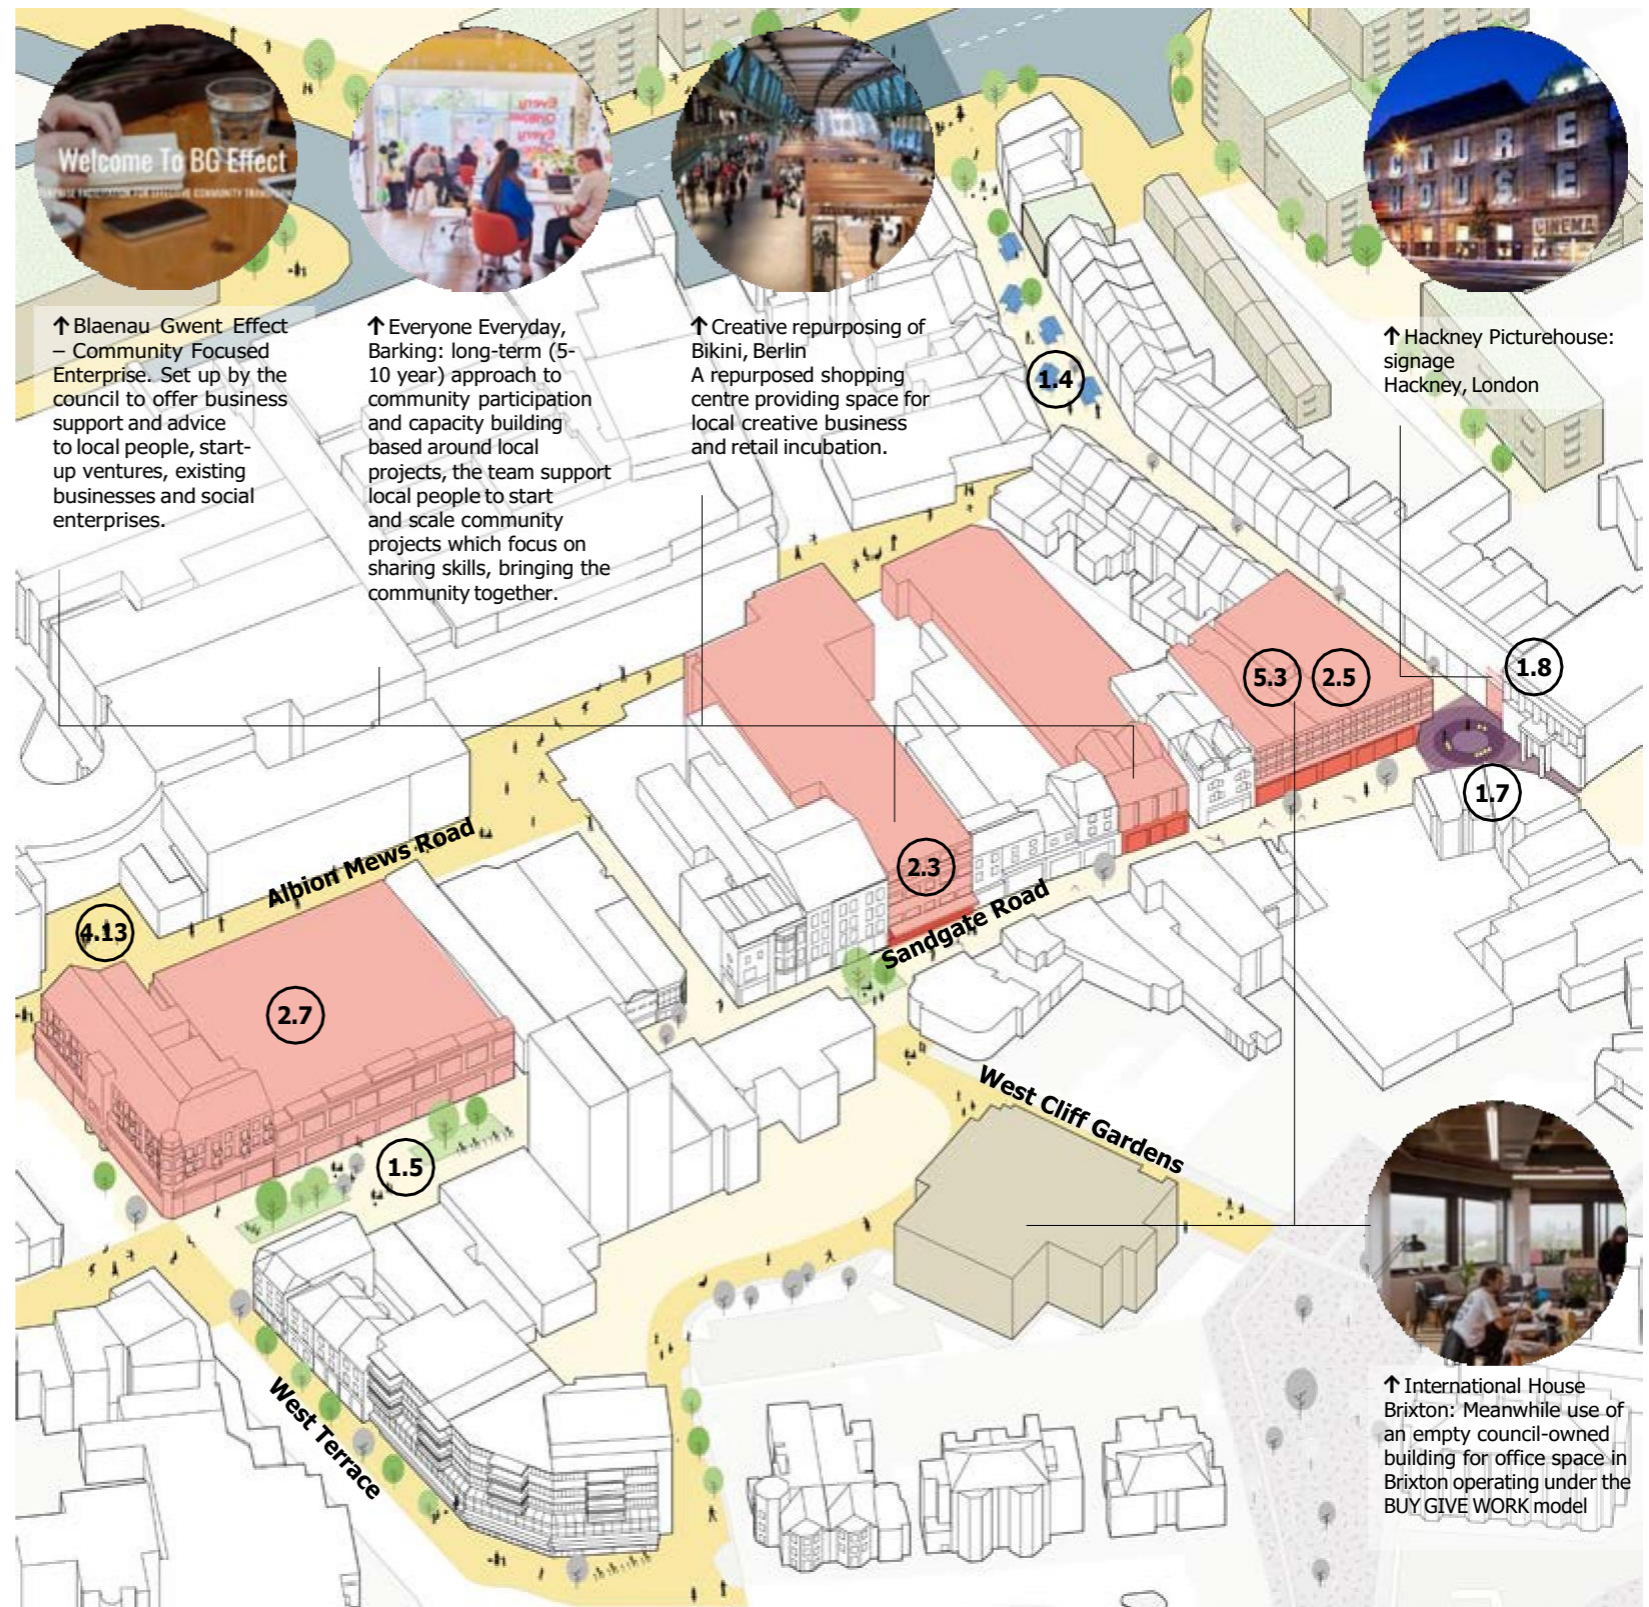 Welcome To BG Effect
↑ Blaenau Gwent Effect
– Community Focused
Enterprise. Set up by the
council to offer business
support and advice
to local people, start-
up ventures, existing
businesses and social
enterprises.
Every
Every
↑ Everyone Everyday,
Barking: long-term (5-
10 year) approach to
community participation
and capacity building
based around local
projects, the team support
local people to start
and scale community
projects which focus on
sharing skills, bringing the
community together.
↑ Creative repurposing of
Bikini, Berlin
A repurposed shopping
centre providing space for
local creative business
and retail incubation.
CTURE
HOUSE
CINEMA
↑ Hackney Picturehouse:
signage
Hackney, London
1.4
1.8
5.3
2.5
1.7
2.3
Albion Mews Road
Sandgate Road
4.13
2.7
1.5
West Cliff Gardens
West Terrace
↑ International House
Brixton: Meanwhile use of
an empty council-owned
building for office space in
Brixton operating under the
BUY GIVE WORK model